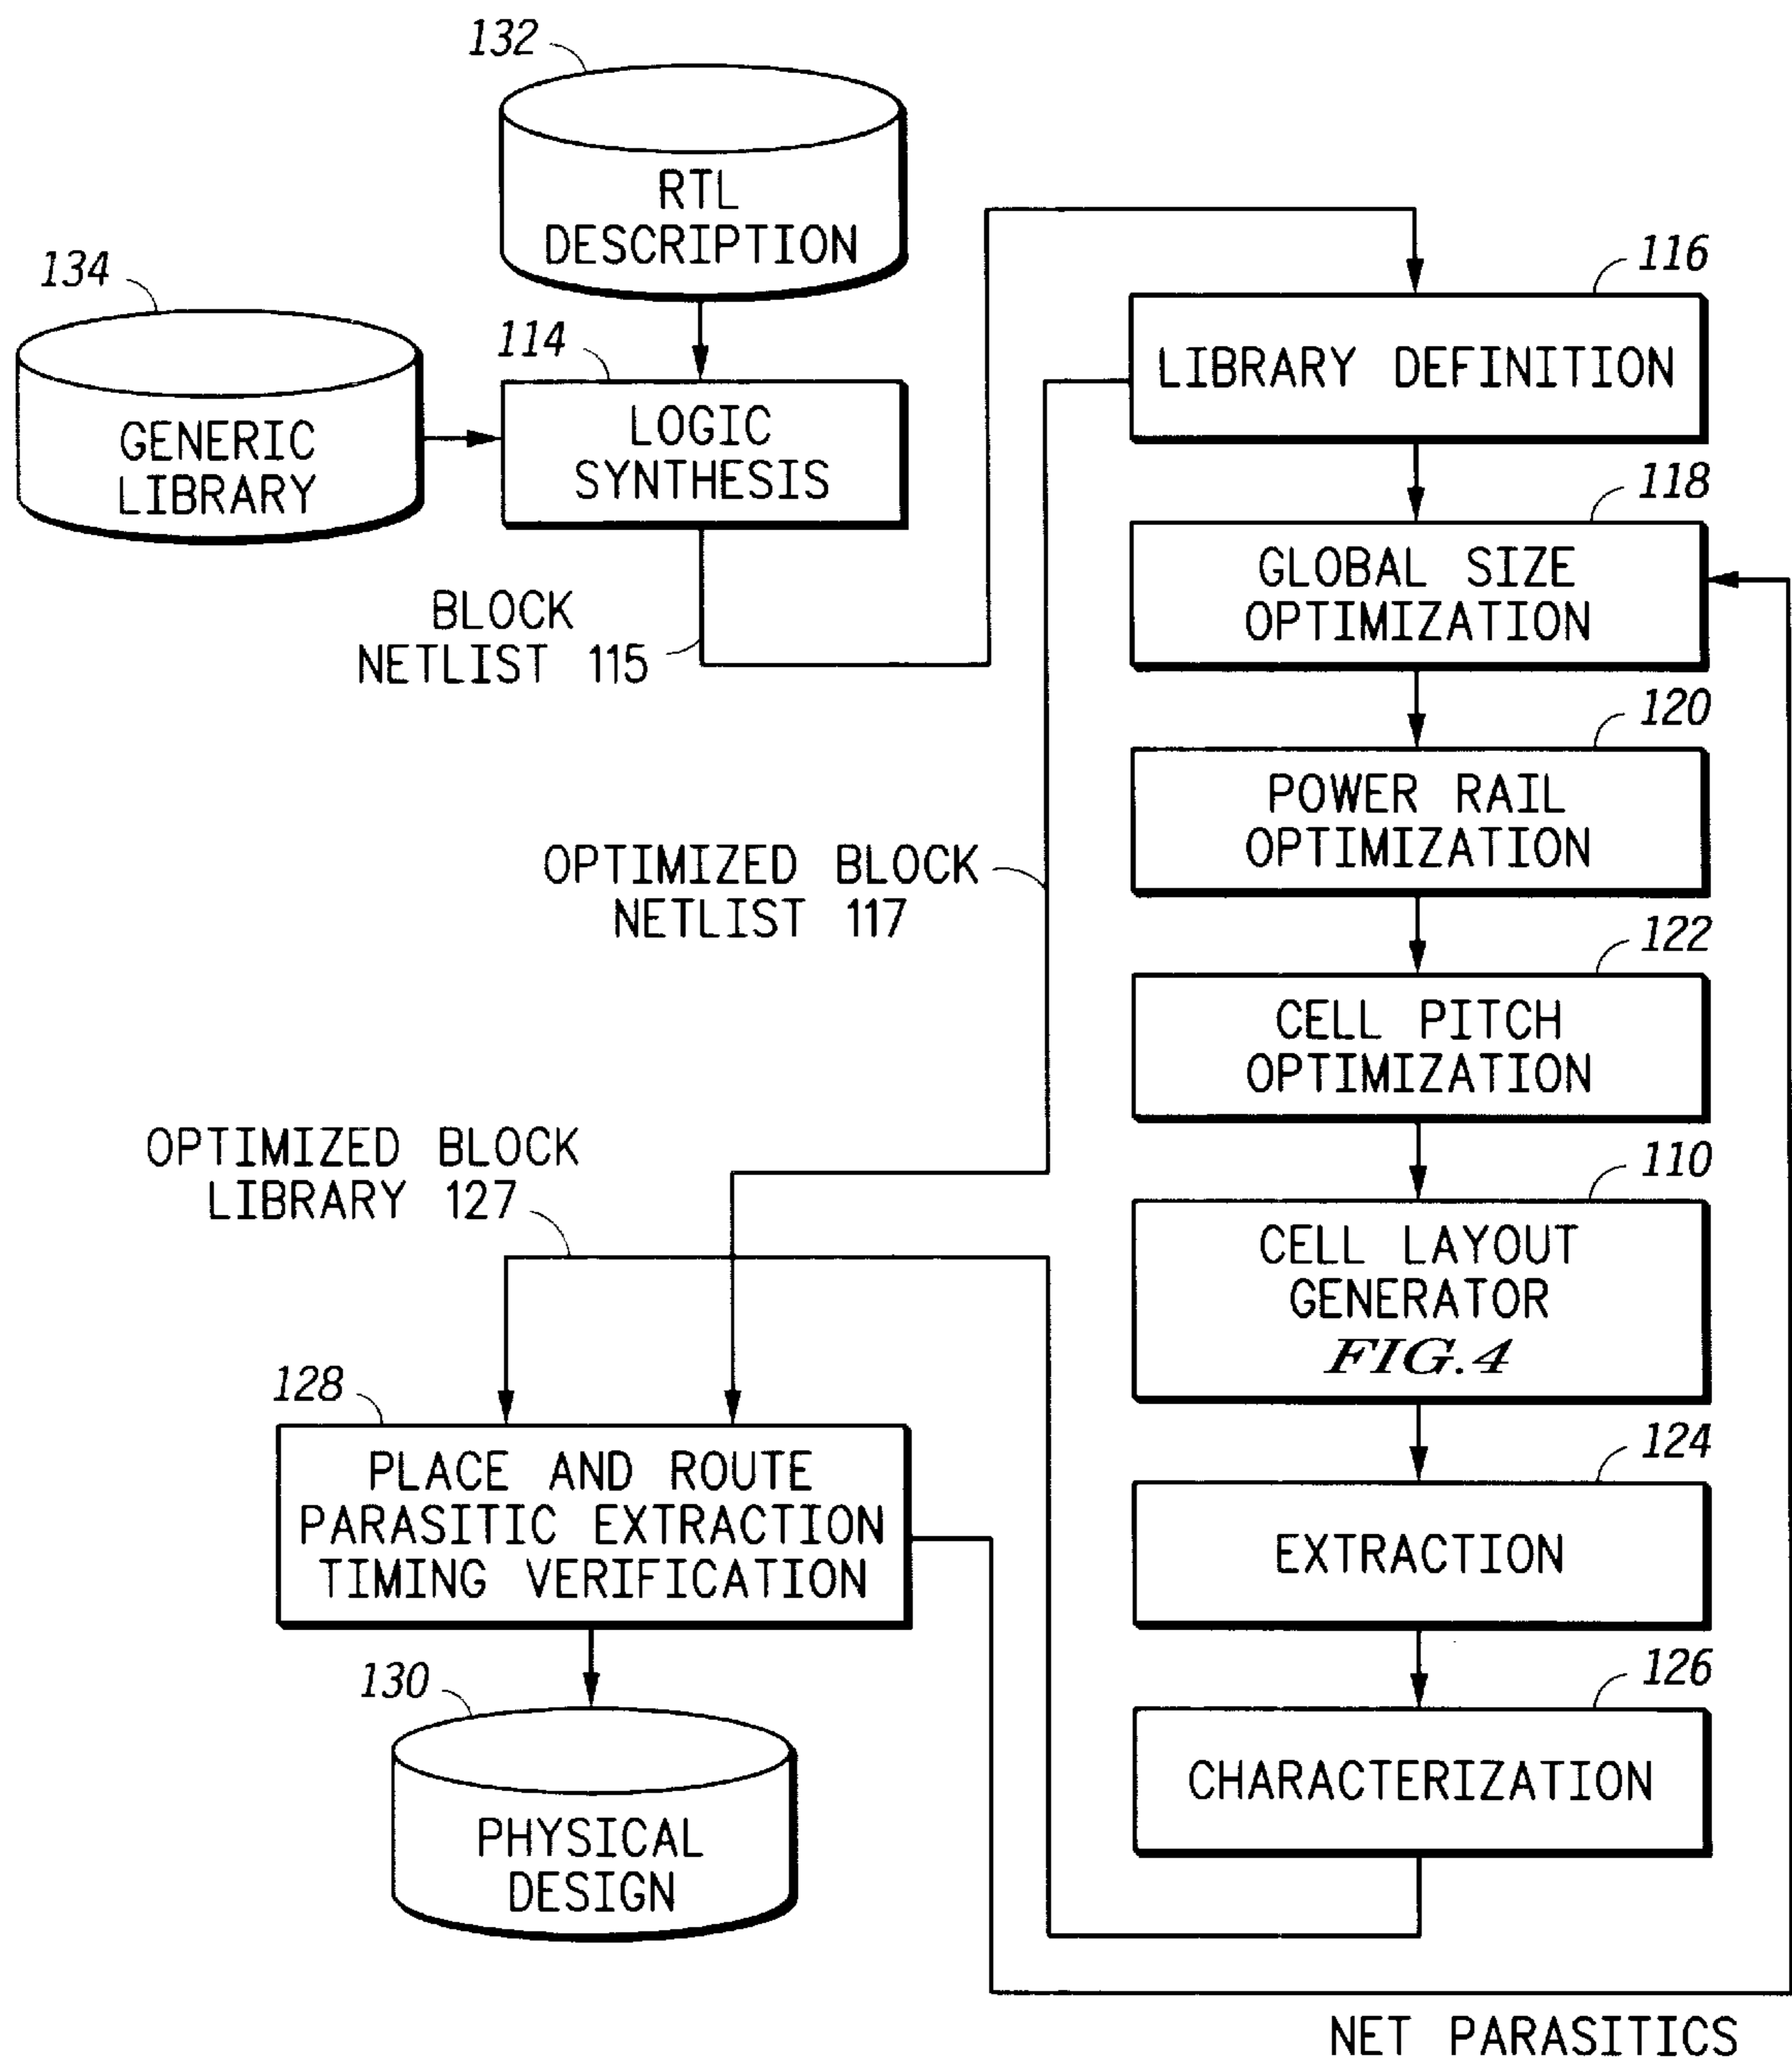 132
RTL
DESCRIPTION
134
GENERIC
LIBRARY
114
LOGIC
SYNTHESIS
BLOCK
NETLIST 115
116
LIBRARY DEFINITION
118
GLOBAL SIZE
OPTIMIZATION
120
POWER RAIL
OPTIMIZATION
OPTIMIZED BLOCK
NETLIST 117
122
CELL PITCH
OPTIMIZATION
OPTIMIZED BLOCK
LIBRARY 127
110
CELL LAYOUT
GENERATOR
FIG.4
128
PLACE AND ROUTE
PARASITIC EXTRACTION
TIMING VERIFICATION
124
EXTRACTION
130
PHYSICAL
DESIGN
126
CHARACTERIZATION
NET PARASITICS